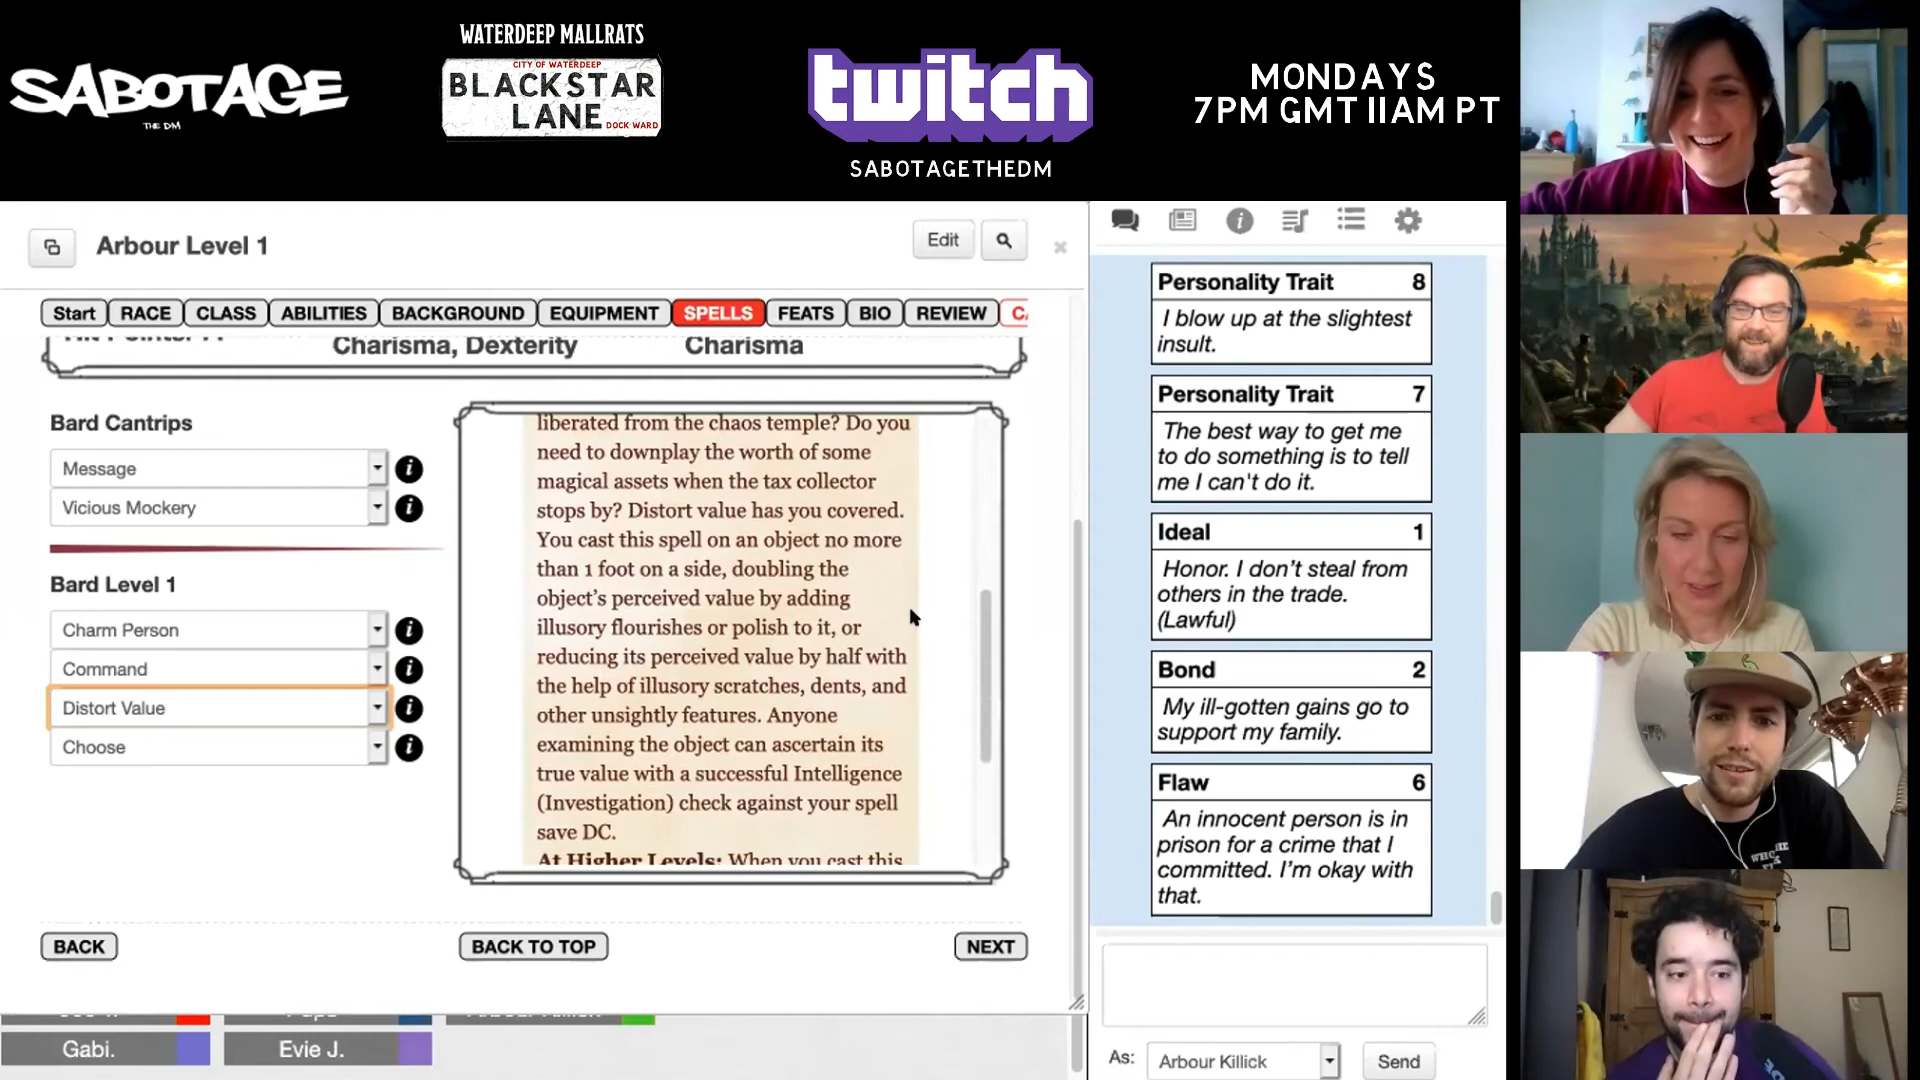 SABOTAGE
THE DM
WATERDEEP MALLRATS
CITY OF WATERDEEP
BLACKSTAR
LANE
DOCK WARD
twitch
SABOTAGETHEDM
MONDAYS
7PM GMT 11AM PT
Arbour Level 1
Edit
Start
RACE
CLASS
ABILITIES
BACKGROUND
EQUIPMENT
SPELLS
FEATS
BIO
REVIEW
Charisma, Dexterity
Charisma
Bard Cantrips
Message
Vicious Mockery
Bard Level 1
Charm Person
Command
Distort Value
Choose
liberated from the chaos temple? Do you
need to downplay the worth of some
magical assets when the tax collector
stops by? Distort value has you covered.
You cast this spell on an object no more
than 1 foot on a side, doubling the
object's perceived value by adding
illusory flourishes or polish to it, or
reducing its perceived value by half with
the help of illusory scratches, dents, and
other unsightly features. Anyone
examining the object can ascertain its
true value with a successful Intelligence
(Investigation) check against your spell
save DC.
At Higher Levels: When you cast this
BACK
BACK TO TOP
NEXT
Gabi.
Evie J.
Personality Trait 8
I blow up at the slightest
insult.
Personality Trait 7
The best way to get me
to do something is to tell
me I can't do it.
Ideal 1
Honor. I don't steal from
others in the trade.
(Lawful)
Bond 2
My ill-gotten gains go to
support my family.
Flaw 6
An innocent person is in
prison for a crime that I
committed. I'm okay with
that.
As:
Arbour Killick
Send